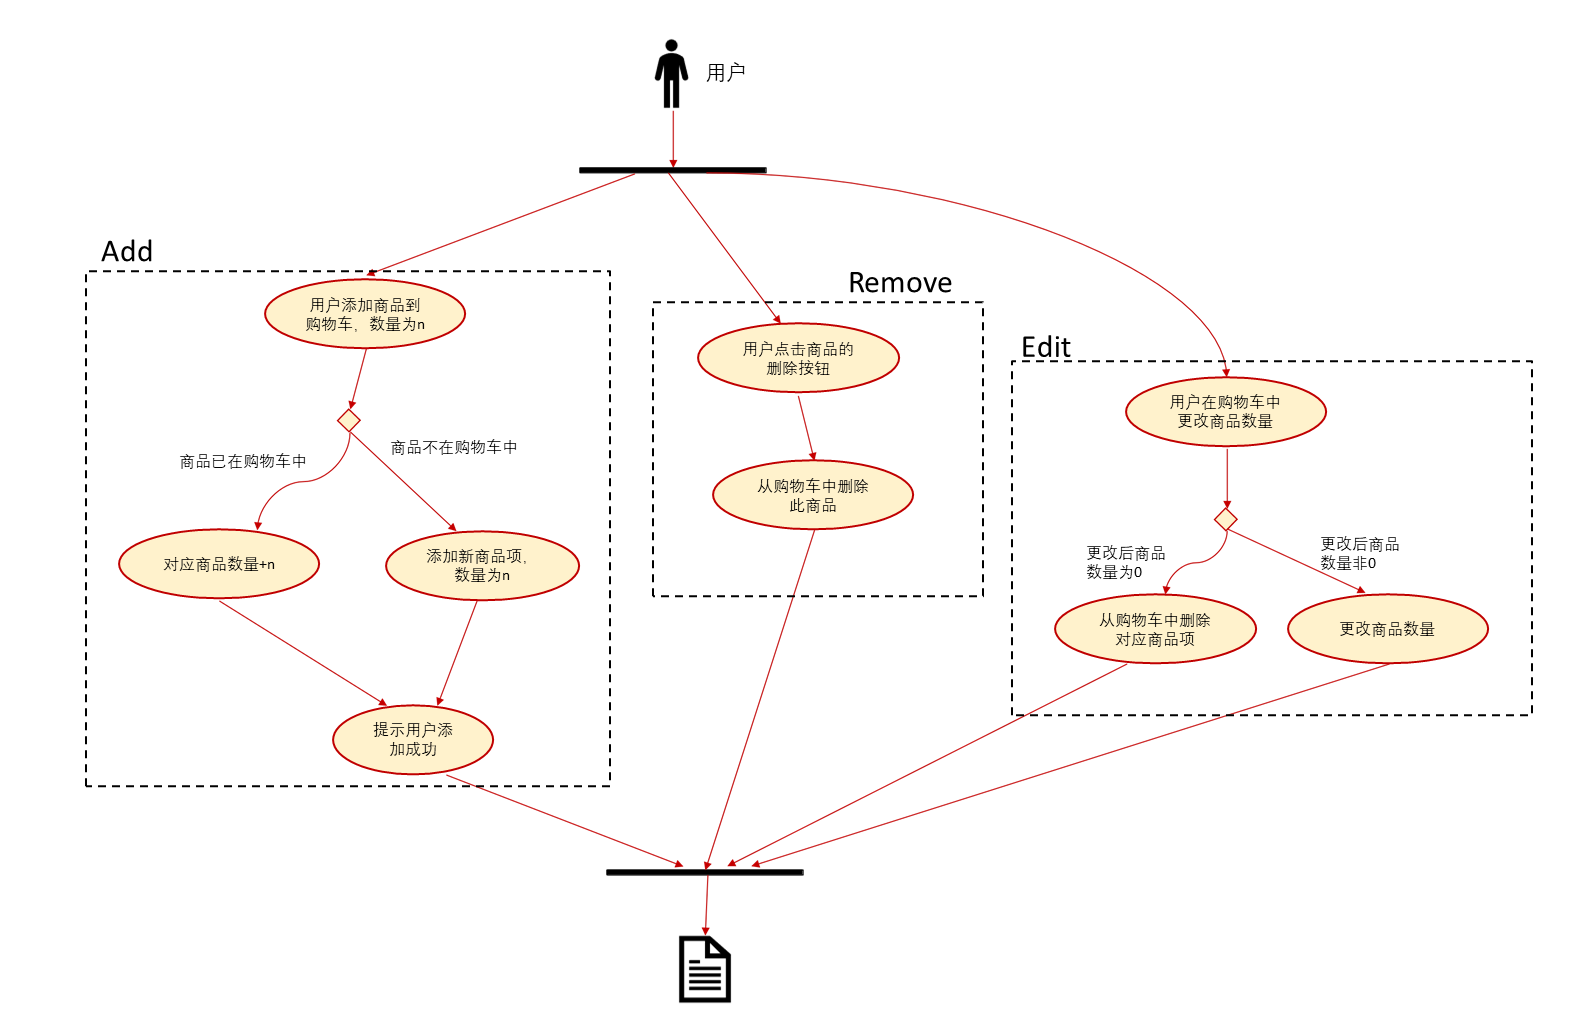 用户
Add
用户添加商品到
购物车，数量为n
商品已在购物车中
商品不在购物车中
对应商品数量+n
添加新商品项，
数量为n
提示用户添
加成功
Remove
用户点击商品的
删除按钮
从购物车中删除
此商品
Edit
用户在购物车中
更改商品数量
更改后商品
数量为0
更改后商品
数量非0
从购物车中删除
对应商品项
更改商品数量